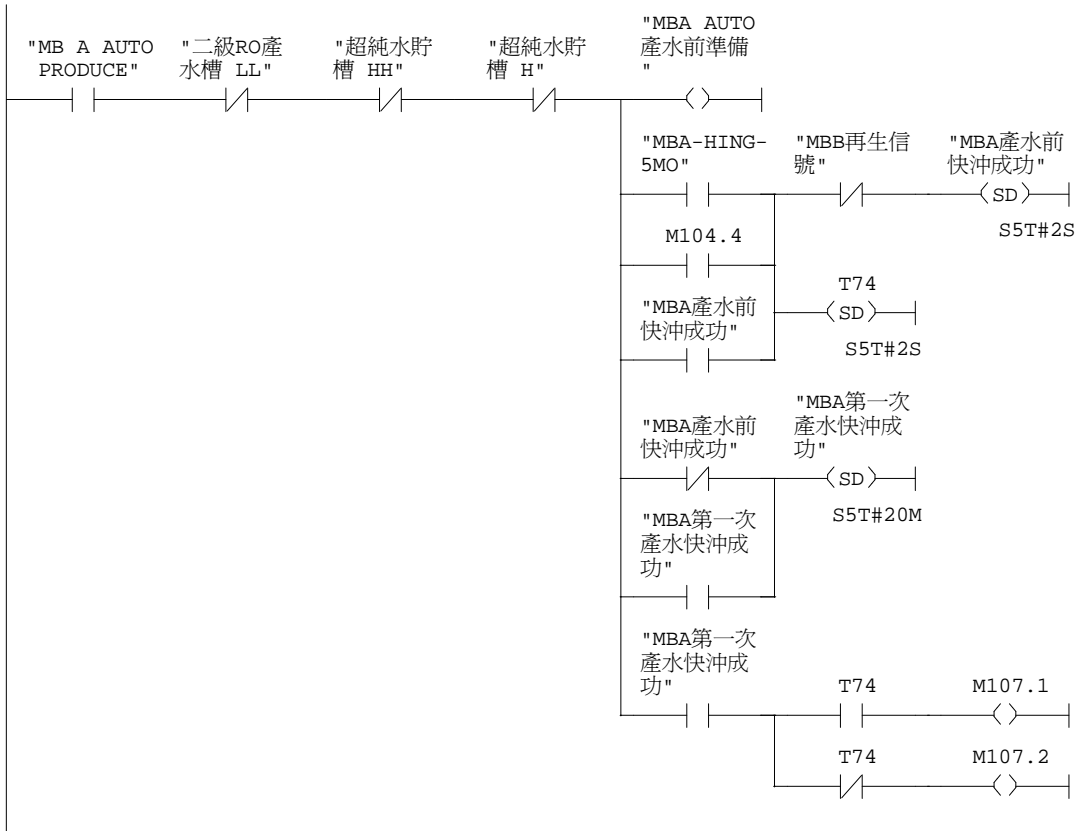 "MBA AUTO
產水前準備
"
"MB A AUTO
PRODUCE"
"二級RO產
水槽 LL"
"超純水貯
槽 HH"
"超純水貯
槽 H"
"MBA-HING-
5MO"
"MBB再生信
號"
"MBA產水前
快沖成功"
SD
S5T#2S
M104.4
T74
SD
S5T#2S
"MBA產水前
快沖成功"
"MBA產水前
快沖成功"
"MBA第一次
產水快沖成
功"
SD
S5T#20M
"MBA第一次
產水快沖成
功"
"MBA第一次
產水快沖成
功"
T74
M107.1
T74
M107.2